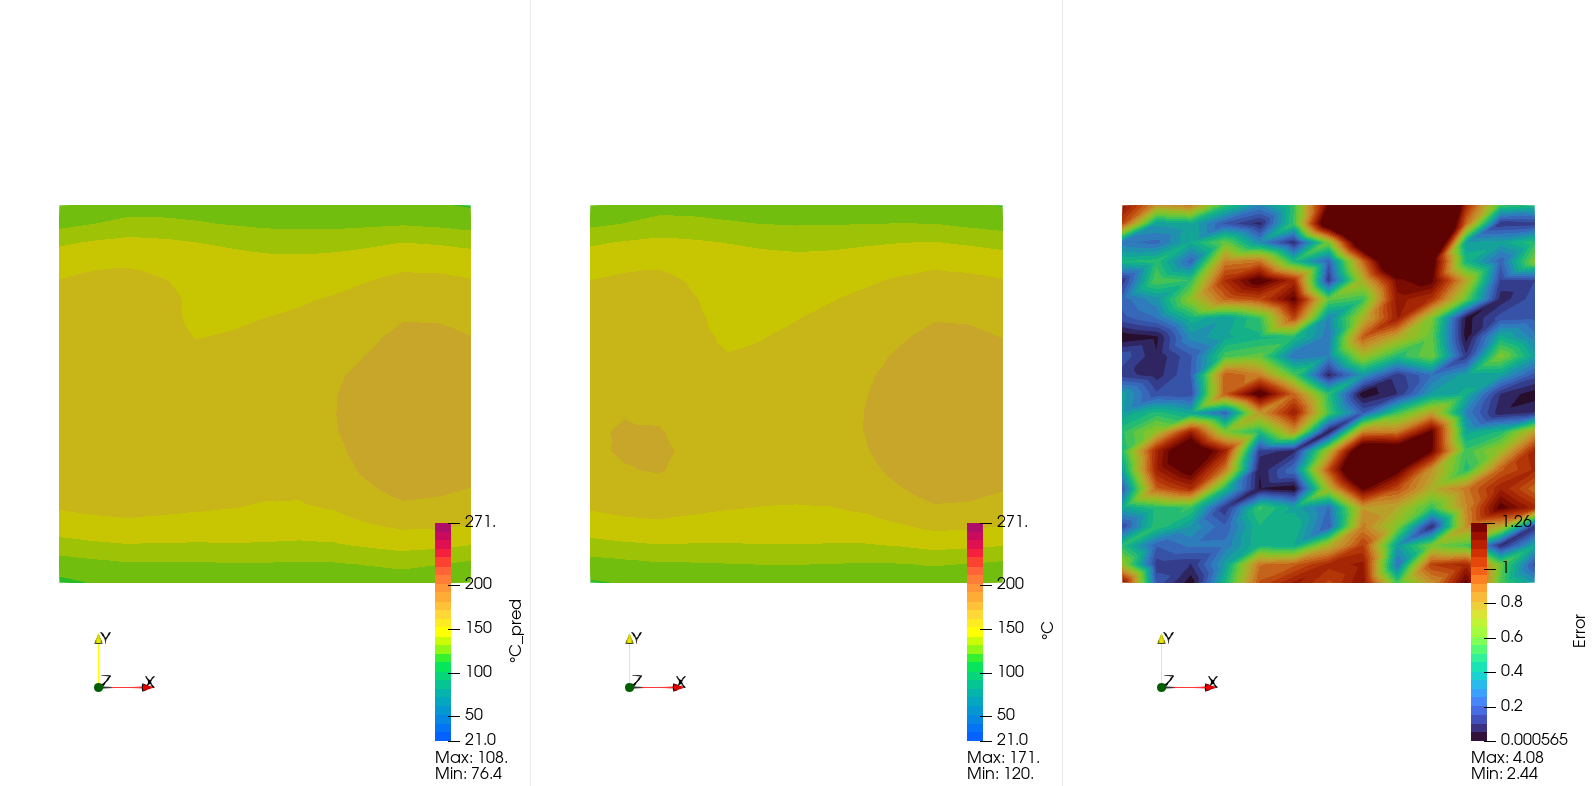 271.
200
150
100
50
21.0
°C_pred
Max: 108.
Min: 76.4
Y
Z
X
271.
200
150
100
50
21.0
°C
Max: 171.
Min: 120.
Y
Z
X
1.26
1
0.8
0.6
0.4
0.2
0.000565
Error
Max: 4.08
Min: 2.44
Y
Z
X